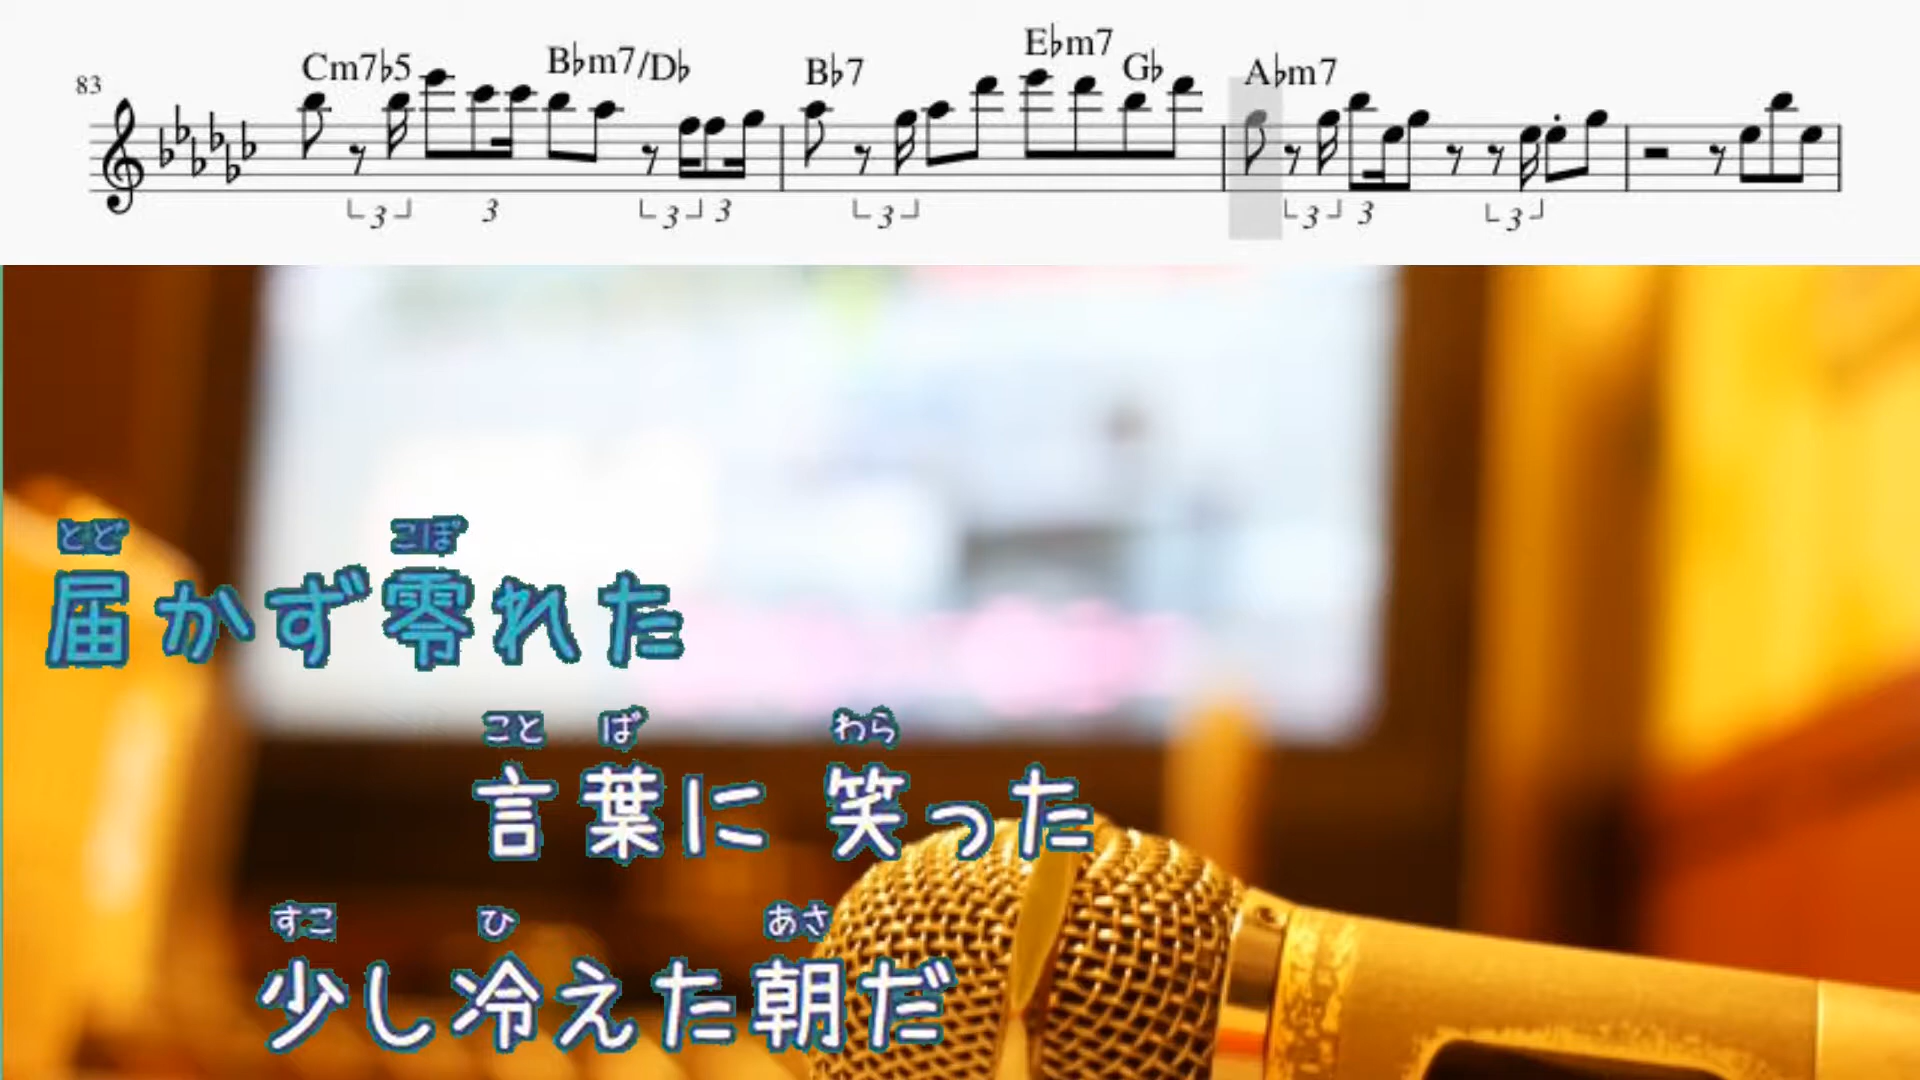 Cm7♭5 B♭m7/D♭ B♭7 E♭m7 G♭ A♭m7
83
3 3 3 3 3 3 3 3
とど こぼ
届かず零れた
こと ば わら
言葉に 笑った
すこ ひ あさ
少し冷えた朝だ